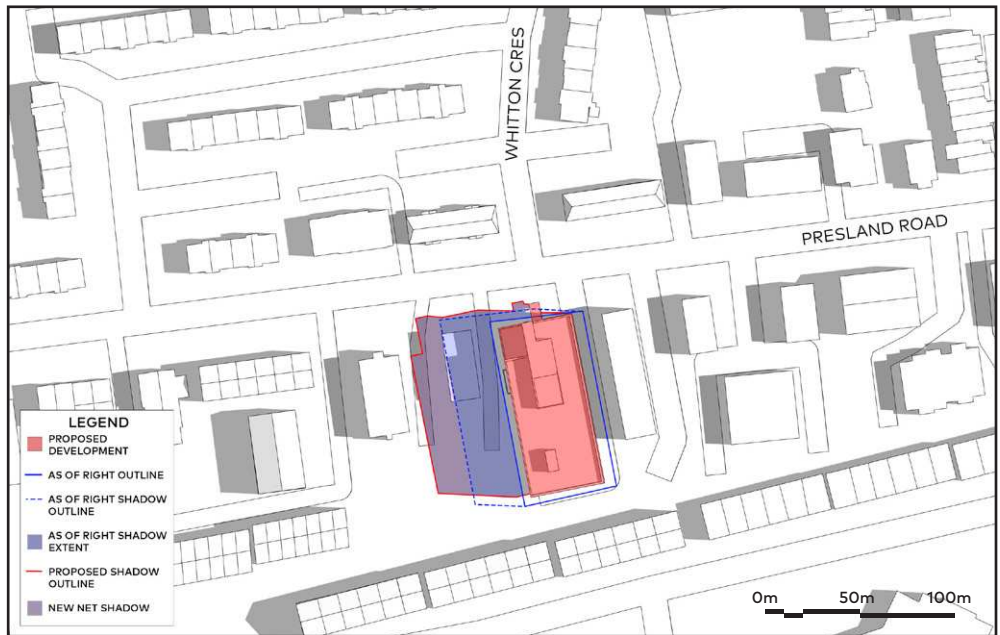 WHITTON CRES
PRESLAND ROAD
LEGEND
PROPOSED
DEVELOPMENT
AS OF RIGHT OUTLINE
AS OF RIGHT SHADOW
OUTLINE
AS OF RIGHT SHADOW
EXTENT
PROPOSED SHADOW
OUTLINE
NEW NET SHADOW
0m 50m 100m